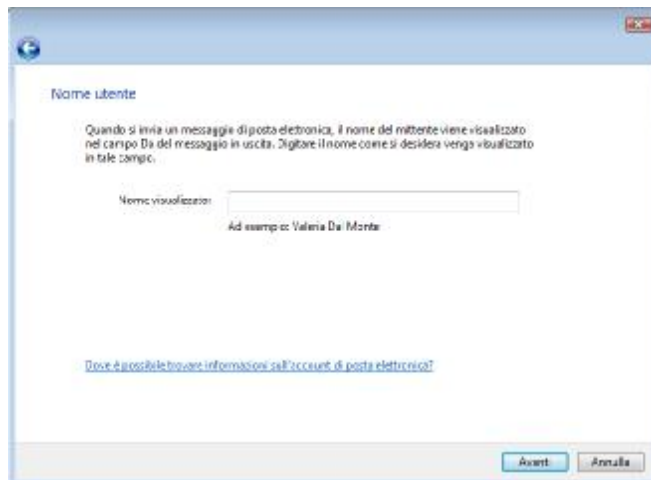 Nome utente
Quando si invia un messaggio di posta elettronica, il nome del mittente viene visualizzato
nel campo Da del messaggio in uscita. Digitare il nome come si desidera venga visualizzato
in tale campo.
Nome visualizzato:
Ad esempio: Valeria Dal Monte
Dove è possibile trovare informazioni sull'account di posta elettronica?
Avanti
Annulla